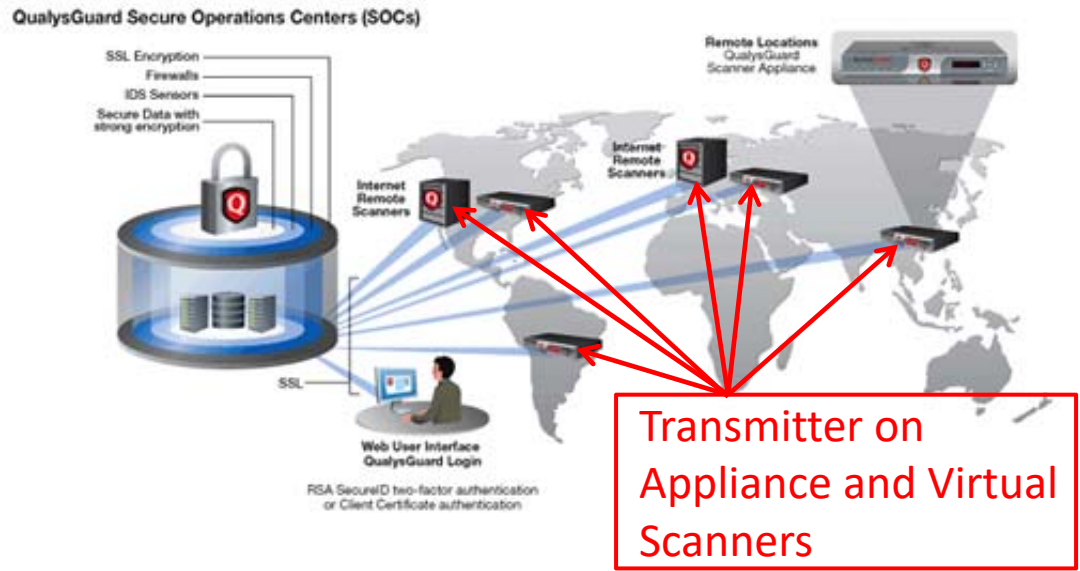 QualysGuard Secure Operations Centers (SOCs)
SSL Encryption
Firewalls
IDS Sensors
Secure Data with
strong encryption
Remote Locations
QualysGuard
Scanner Appliance
Internet
Remote
Scanners
Internet
Remote
Scanners
Q
Q
Q
SSL
Web User Interface
QualysGuard Login
RSA SecureID two-factor authentication
or Client Certificate authentication
Transmitter on
Appliance and Virtual
Scanners